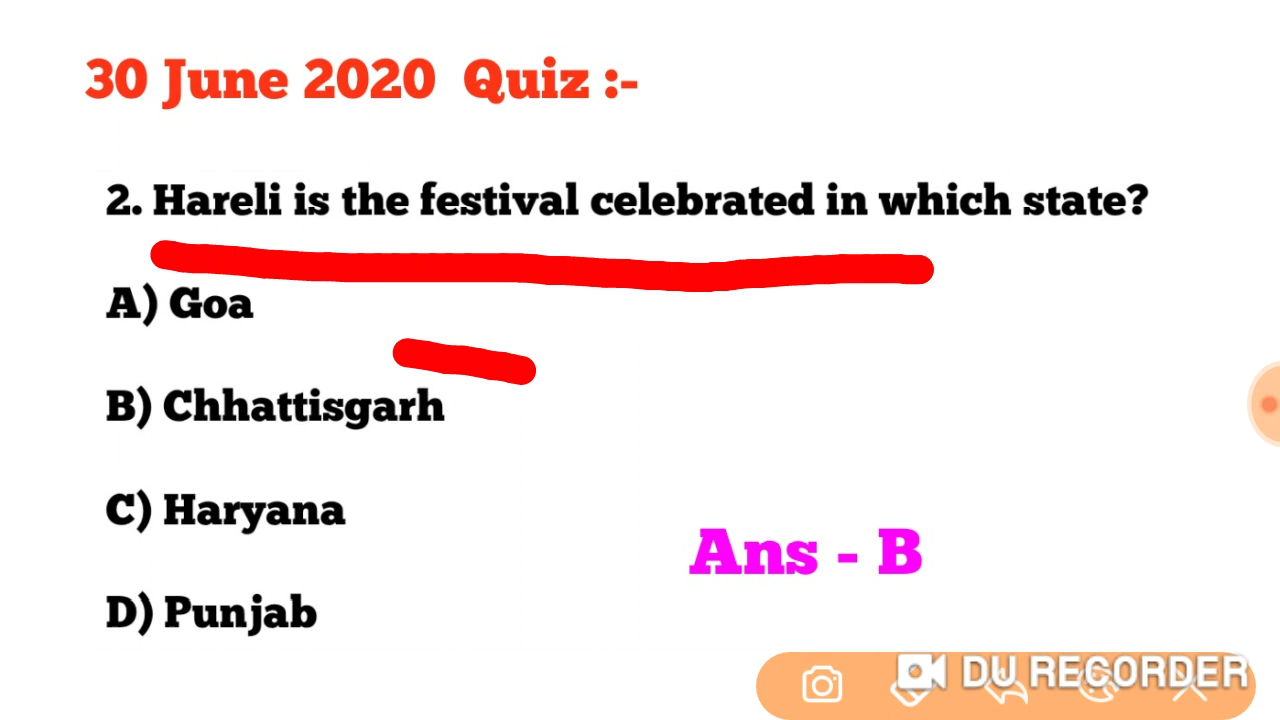 30 June 2020 Quiz :-
2. Hareli is the festival celebrated in which state?
A) Goa
B) Chhattisgarh
C) Haryana
Ans - B
D) Punjab
DU RECORDER